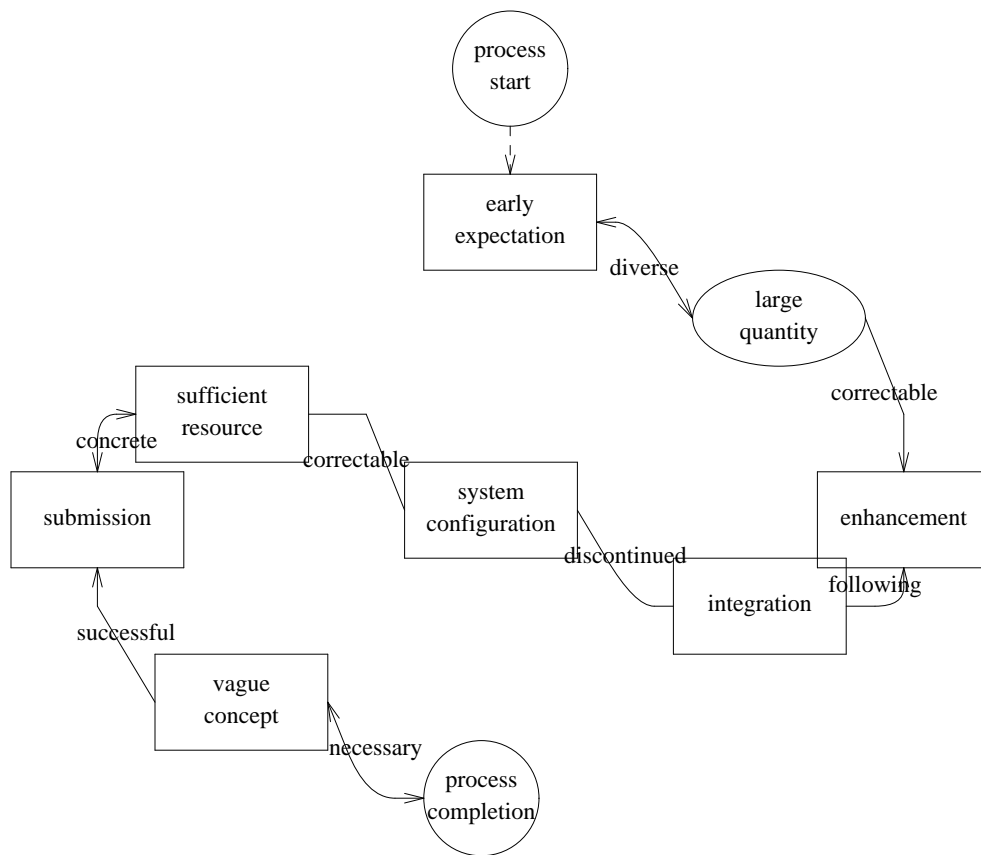 process
start
early
expectation
diverse
large
quantity
sufficient
resource
correctable
concrete
correctable
system
configuration
submission
enhancement
discontinued
following
integration
successful
vague
concept
necessary
process
completion